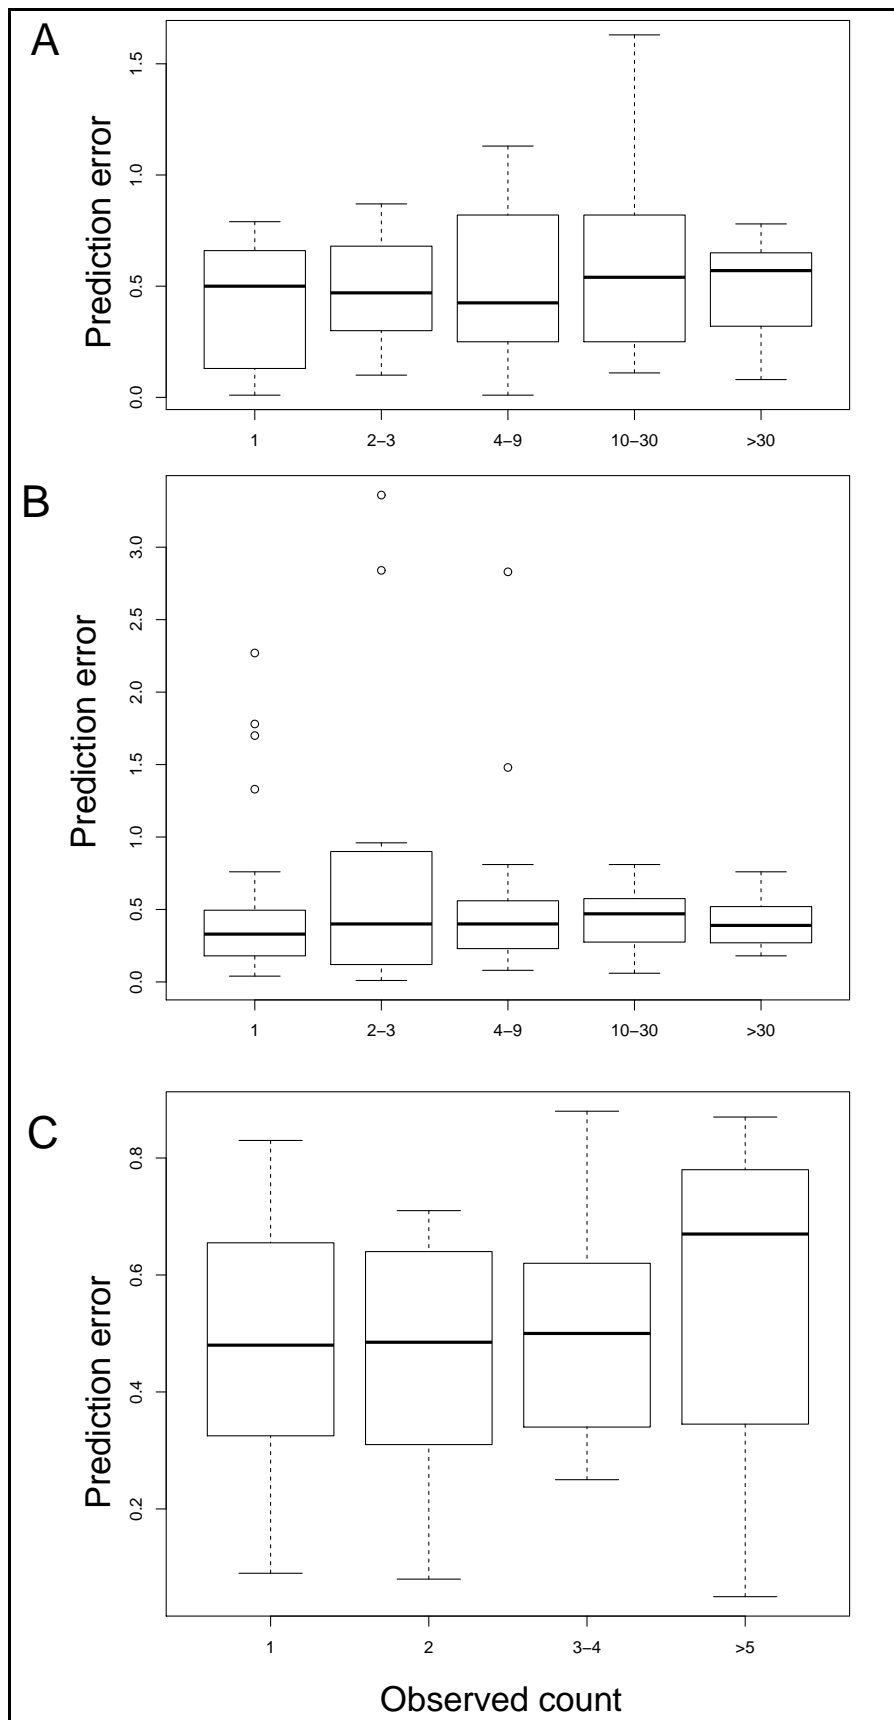 A
Prediction error
0.0 0.5 1.0 1.5
1 2−3 4−9 10−30 >30
B
Prediction error
0.0 0.5 1.0 1.5 2.0 2.5 3.0
1 2−3 4−9 10−30 >30
C
Prediction error
0.2 0.4 0.6 0.8
1 2 3−4 >5
Observed count